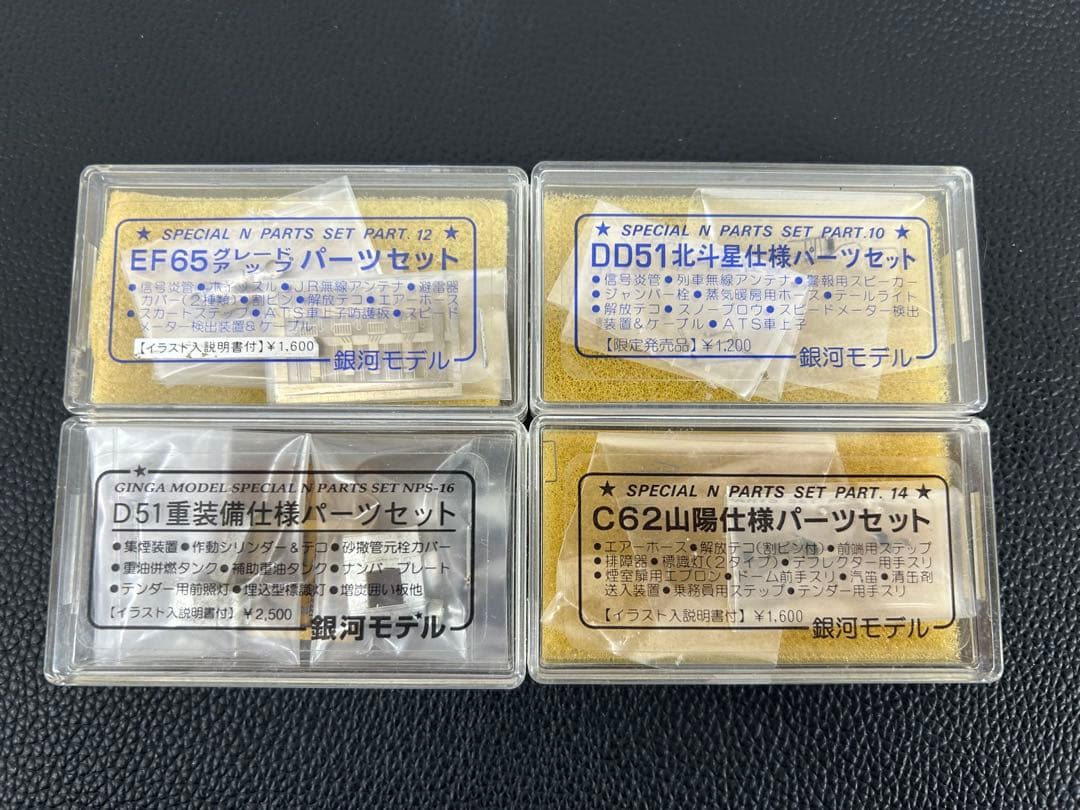 ★ SPECIAL N PARTS SET PART. 12 ★
EF65グレードアップパーツセット
●信号炎管●ホイッスル●JR無線アンテナ●避雷器
カバー(2種類)●割ピン●解放テコ●エアーホース
●スカートステップ●ATS車上子防護板●スピード
メーター検出装置&ケーブル
【イラスト入説明書付】¥1,600
銀河モデル
★ SPECIAL N PARTS SET PART.10 ★
DD51北斗星仕様パーツセット
●信号炎管●列車無線アンテナ●警報用スピーカー
●ジャンパー栓●蒸気暖房用ホース●テールライト
●解放テコ●スノープロウ●スピードメーター検出
装置&ケーブル●ATS車上子
【限定発売品】¥1,200
銀河モデル
★
GINGA MODEL SPECIAL N PARTS SET NPS-16
D51重装備仕様パーツセット
●集煙装置●作動シリンダー&テコ●砂撒管元栓カバー
●重油併燃タンク●補助重油タンク●ナンバープレート
●テンダー用前照灯●埋込型標識灯●増炭囲い板他
【イラスト入説明書付】¥2,500
銀河モデル
★ SPECIAL N PARTS SET PART. 14 ★
C62山陽仕様パーツセット
●エアーホース●解放テコ(割ピン付)●前端用ステップ
●排障器●標識灯(2タイプ)●デフレクター用手スリ
●煙室扉用エプロン●ドーム前手スリ●汽笛●清缶剤
送入装置●乗務員用ステップ●テンダー用手スリ
【イラスト入説明書付】¥1,600
銀河モデル